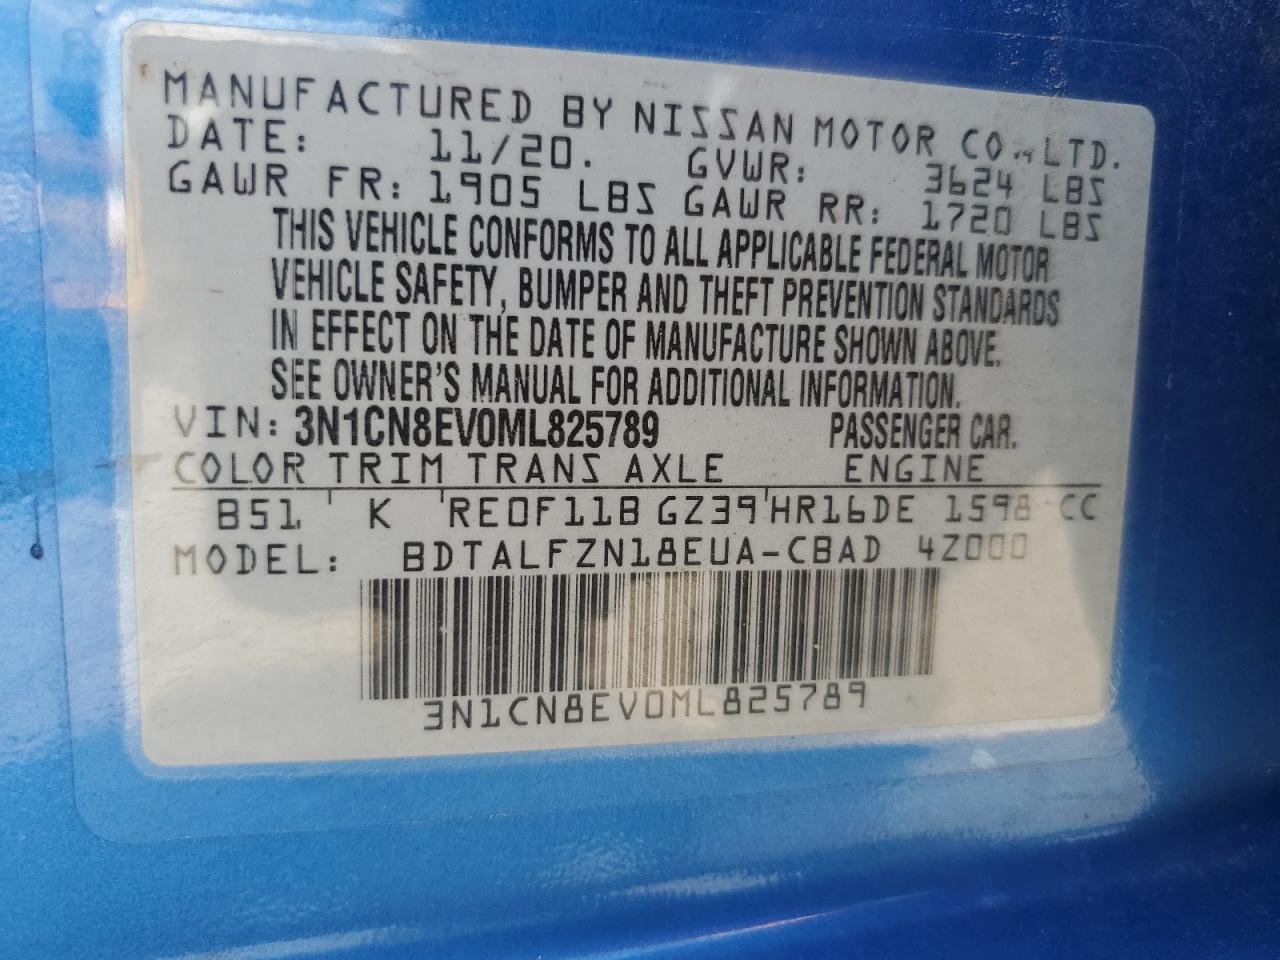 MANUFACTURED BY NISSAN MOTOR CO., LTD.
DATE: 11/20. GVWR: 3624 LBS
GAWR FR: 1905 LBS GAWR RR: 1720 LBS
THIS VEHICLE CONFORMS TO ALL APPLICABLE FEDERAL MOTOR
VEHICLE SAFETY, BUMPER AND THEFT PREVENTION STANDARDS
IN EFFECT ON THE DATE OF MANUFACTURE SHOWN ABOVE.
SEE OWNER'S MANUAL FOR ADDITIONAL INFORMATION.
VIN: 3N1CN8EV0ML825789 PASSENGER CAR.
COLOR TRIM TRANS AXLE ENGINE
B51 K RE0F11B GZ39 HR16DE 1598 CC
MODEL: BDTALFZN18EUA-CBAD 4Z000
3N1CN8EV0ML825789